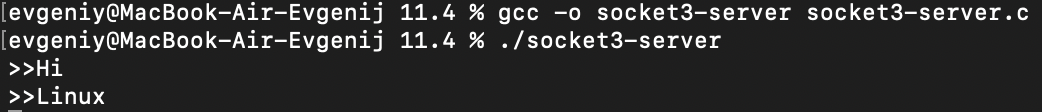 [evgeniy@MacBook-Air-Evgenij 11.4 % gcc -o socket3-server socket3-server.c
[evgeniy@MacBook-Air-Evgenij 11.4 % ./socket3-server
>>Hi
>>Linux